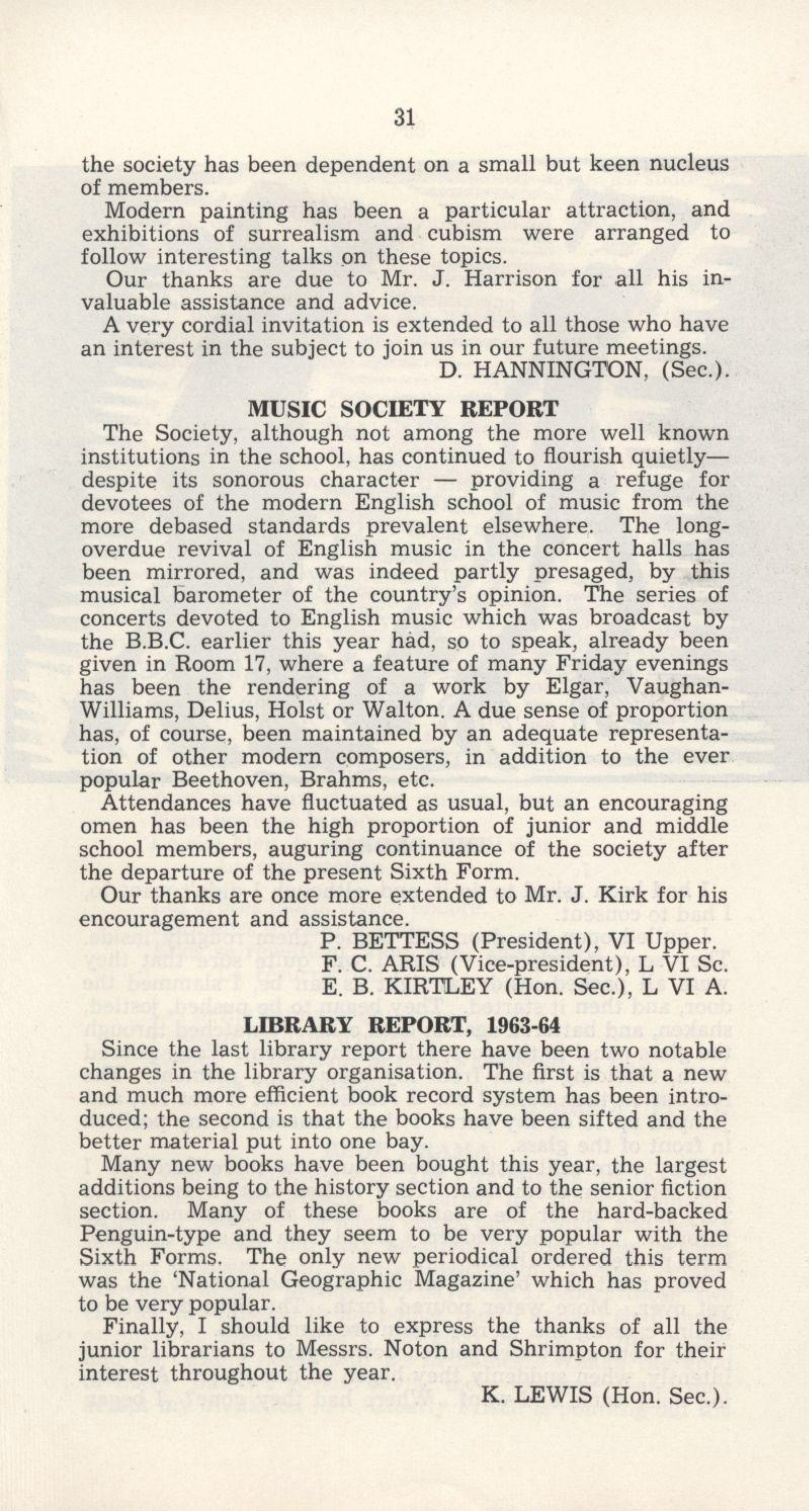 31
the society has been dependent on a small but keen nucleus
of members.
Modern painting has been a particular attraction, and
exhibitions of surrealism and cubism were arranged to
follow interesting talks on these topics.
Our thanks are due to Mr. J. Harrison for all his in-
valuable assistance and advice.
A very cordial invitation is extended to all those who have
an interest in the subject to join us in our future meetings.
D. HANNINGTON, (Sec.).
MUSIC SOCIETY REPORT
The Society, although not among the more well known
institutions in the school, has continued to flourish quietly—
despite its sonorous character — providing a refuge for
devotees of the modern English school of music from the
more debased standards prevalent elsewhere. The long-
overdue revival of English music in the concert halls has
been mirrored, and was indeed partly presaged, by this
musical barometer of the country's opinion. The series of
concerts devoted to English music which was broadcast by
the B.B.C. earlier this year had, so to speak, already been
given in Room 17, where a feature of many Friday evenings
has been the rendering of a work by Elgar, Vaughan-
Williams, Delius, Holst or Walton. A due sense of proportion
has, of course, been maintained by an adequate representa-
tion of other modern composers, in addition to the ever
popular Beethoven, Brahms, etc.
Attendances have fluctuated as usual, but an encouraging
omen has been the high proportion of junior and middle
school members, auguring continuance of the society after
the departure of the present Sixth Form.
Our thanks are once more extended to Mr. J. Kirk for his
encouragement and assistance.
P. BETTESS (President), VI Upper.
F. C. ARIS (Vice-president), L VI Sc.
E. B. KIRTLEY (Hon. Sec.), L VI A.
LIBRARY REPORT, 1963-64
Since the last library report there have been two notable
changes in the library organisation. The first is that a new
and much more efficient book record system has been intro-
duced; the second is that the books have been sifted and the
better material put into one bay.
Many new books have been bought this year, the largest
additions being to the history section and to the senior fiction
section. Many of these books are of the hard-backed
Penguin-type and they seem to be very popular with the
Sixth Forms. The only new periodical ordered this term
was the 'National Geographic Magazine' which has proved
to be very popular.
Finally, I should like to express the thanks of all the
junior librarians to Messrs. Noton and Shrimpton for their
interest throughout the year.
K. LEWIS (Hon. Sec.).